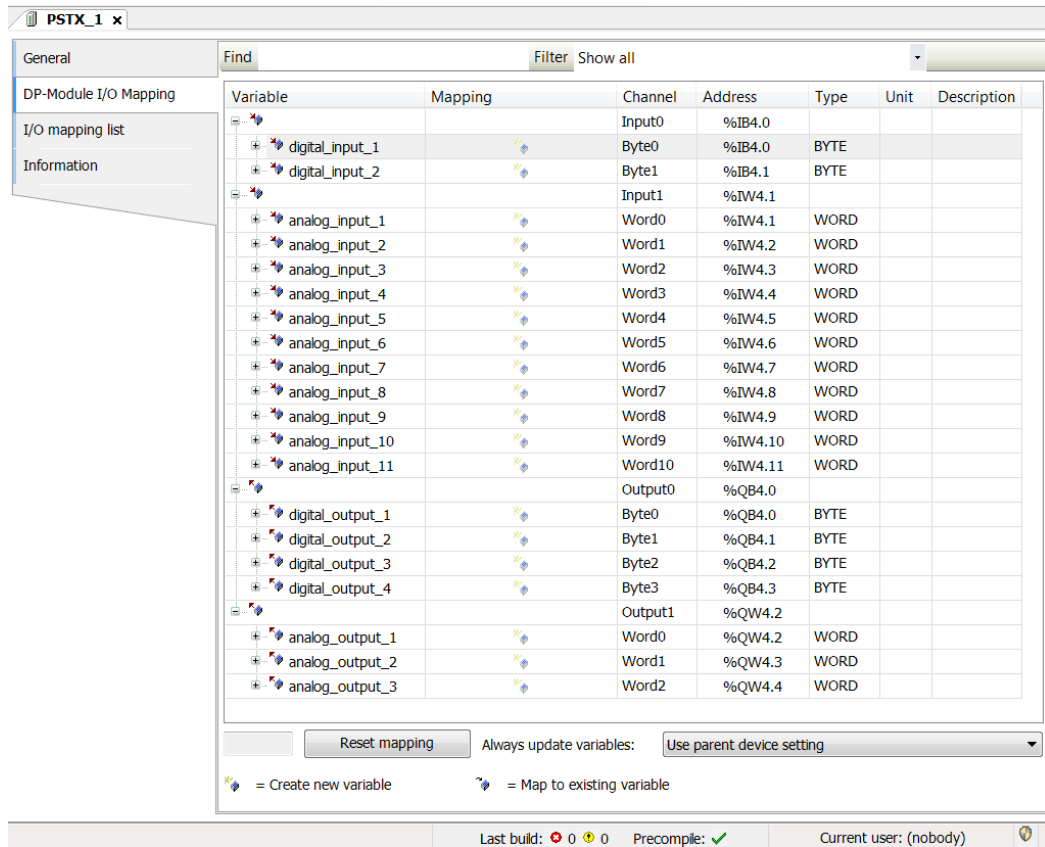 PSTX_1 x
General
DP-Module I/O Mapping
I/O mapping list
Information
Find Filter Show all
Variable Mapping Channel Address Type Unit Description
Input0 %IB4.0
digital_input_1 Byte0 %IB4.0 BYTE
digital_input_2 Byte1 %IB4.1 BYTE
Input1 %IW4.1
analog_input_1 Word0 %IW4.1 WORD
analog_input_2 Word1 %IW4.2 WORD
analog_input_3 Word2 %IW4.3 WORD
analog_input_4 Word3 %IW4.4 WORD
analog_input_5 Word4 %IW4.5 WORD
analog_input_6 Word5 %IW4.6 WORD
analog_input_7 Word6 %IW4.7 WORD
analog_input_8 Word7 %IW4.8 WORD
analog_input_9 Word8 %IW4.9 WORD
analog_input_10 Word9 %IW4.10 WORD
analog_input_11 Word10 %IW4.11 WORD
Output0 %QB4.0
digital_output_1 Byte0 %QB4.0 BYTE
digital_output_2 Byte1 %QB4.1 BYTE
digital_output_3 Byte2 %QB4.2 BYTE
digital_output_4 Byte3 %QB4.3 BYTE
Output1 %QW4.2
analog_output_1 Word0 %QW4.2 WORD
analog_output_2 Word1 %QW4.3 WORD
analog_output_3 Word2 %QW4.4 WORD
Reset mapping Always update variables: Use parent device setting
= Create new variable = Map to existing variable
Last build: 0 0 Precompile: ✓ Current user: (nobody)